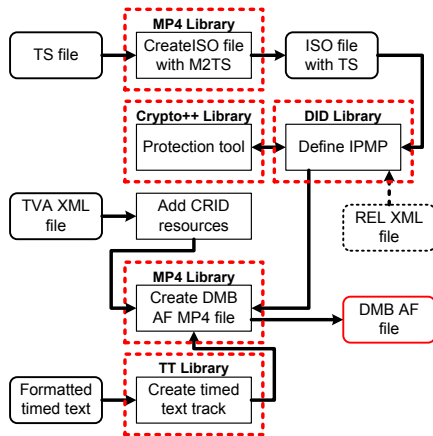 MP4 Library
TS file
CreateISO file
with M2TS
ISO file
with TS
Crypto++ Library
DID Library
Protection tool
Define IPMP
TVA XML
file
Add CRID
resources
REL XML
file
MP4 Library
Create DMB
AF MP4 file
DMB AF
file
TT Library
Formatted
timed text
Create timed
text track